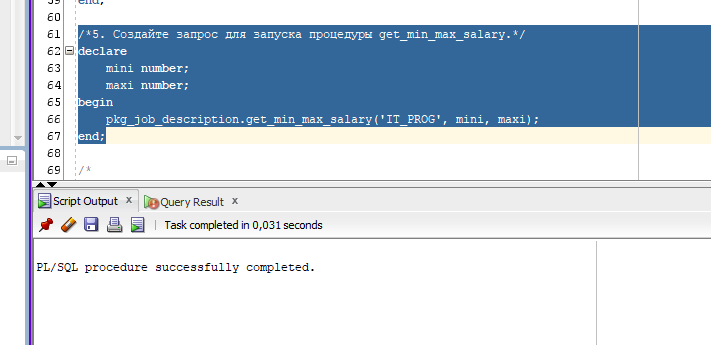 59 end;
60
61 /*5. Создайте запрос для запуска процедуры get_min_max_salary.*/
62 declare
63 mini number;
64 maxi number;
65 begin
66 pkg_job_description.get_min_max_salary('IT_PROG', mini, maxi);
67 end;
68
69 /*
Script Output x Query Result x
Task completed in 0,031 seconds
PL/SQL procedure successfully completed.